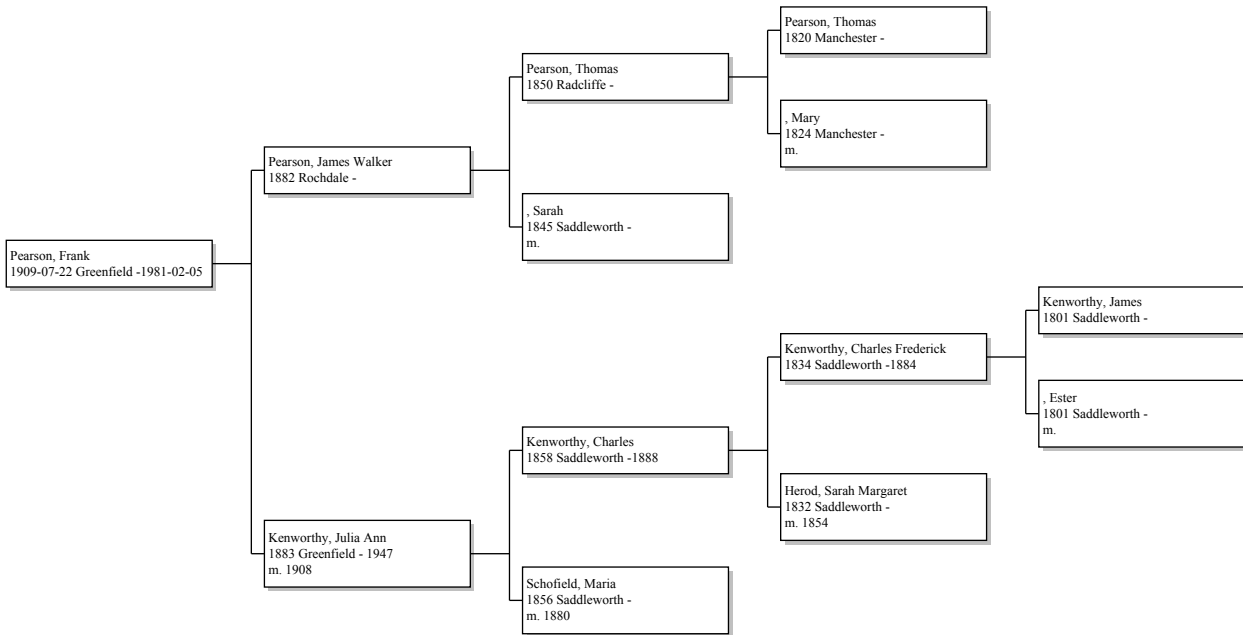 Pearson, Thomas
1820 Manchester -
Pearson, Thomas
1850 Radcliffe -
, Mary
1824 Manchester -
m.
Pearson, James Walker
1882 Rochdale -
, Sarah
1845 Saddleworth -
m.
Pearson, Frank
1909-07-22 Greenfield -1981-02-05
Kenworthy, James
1801 Saddleworth -
Kenworthy, Charles Frederick
1834 Saddleworth -1884
, Ester
1801 Saddleworth -
m.
Kenworthy, Charles
1858 Saddleworth -1888
Herod, Sarah Margaret
1832 Saddleworth -
m. 1854
Kenworthy, Julia Ann
1883 Greenfield - 1947
m. 1908
Schofield, Maria
1856 Saddleworth -
m. 1880